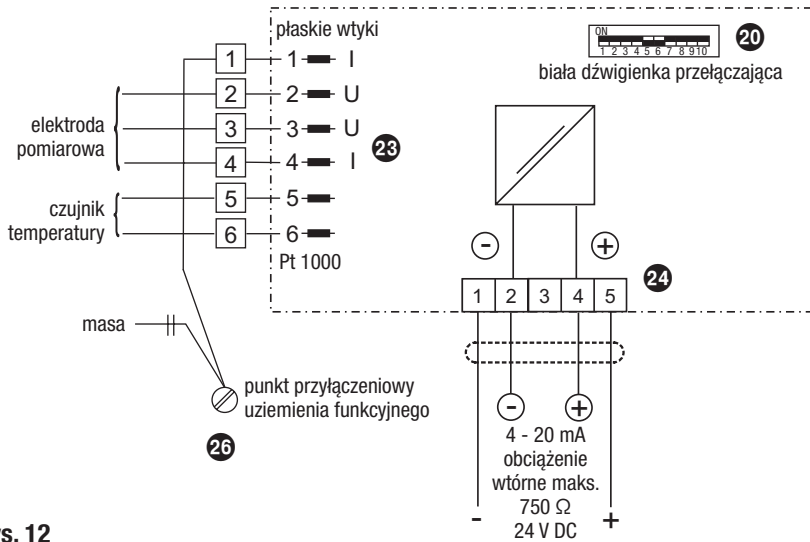 płaskie wtyki
ON
1 2 3 4 5 6 7 8 9 10
20
biała dźwigienka przełączająca
1 1 I
2 2 U
3 3 U
4 4 I
23
5 5
6 6
elektroda
pomiarowa
czujnik
temperatury
Pt 1000
- +
24
1 2 3 4 5
masa
punkt przyłączeniowy
uziemienia funkcyjnego
26
- +
4 - 20 mA
obciążenie
wtórne maks.
750 Ω
24 V DC
- +
s. 12